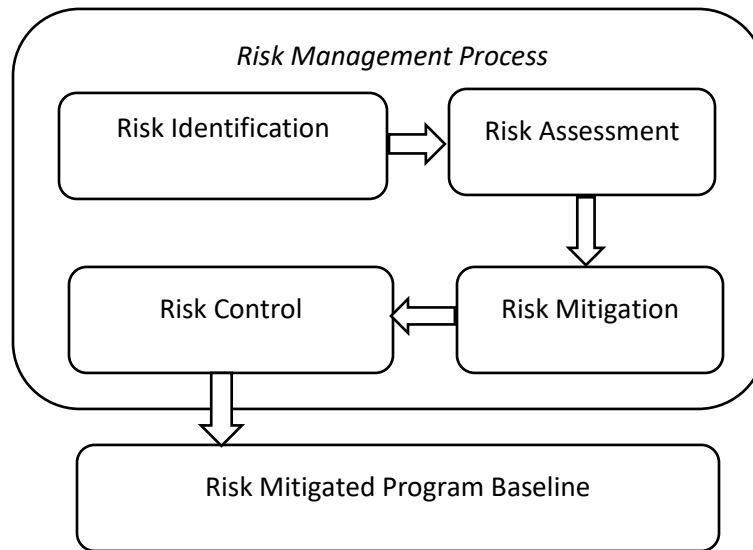 Risk Management Process
Risk Identification
Risk Assessment
Risk Control
Risk Mitigation
Risk Mitigated Program Baseline